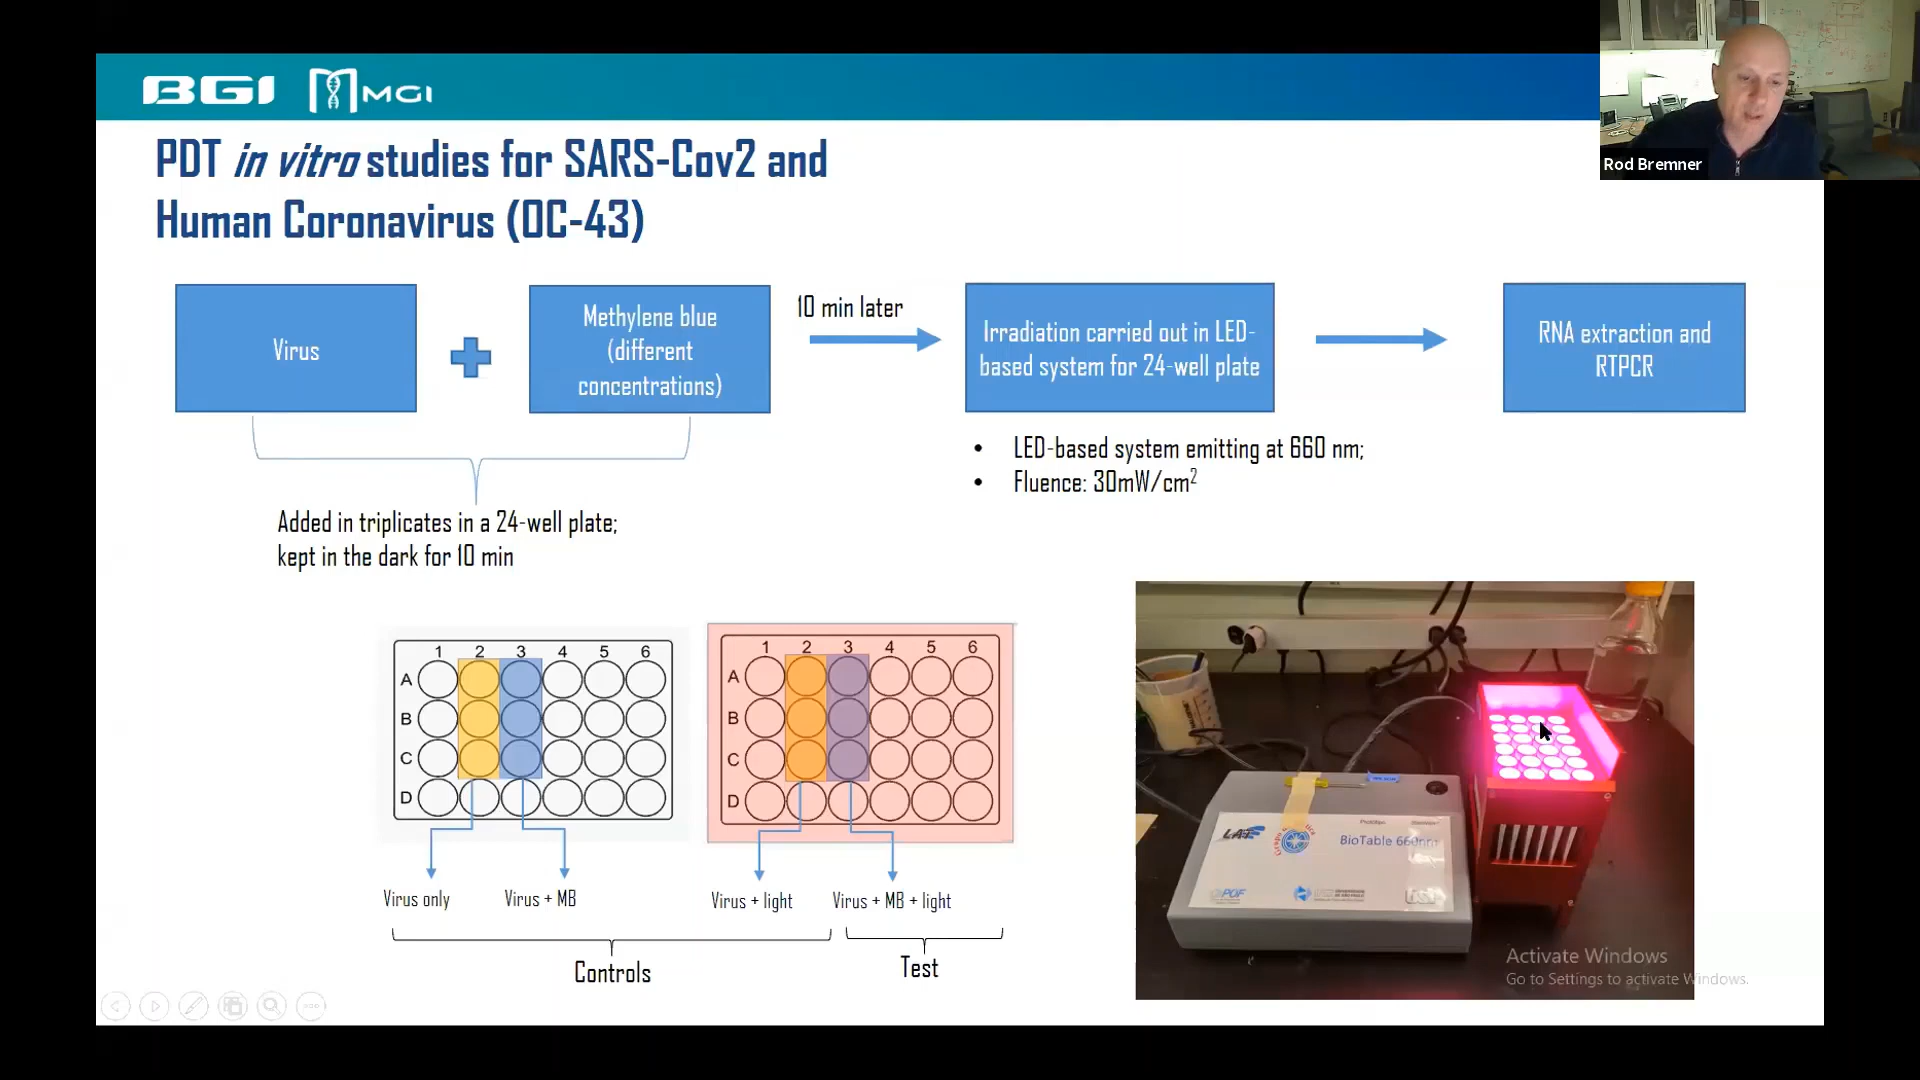 BGI MGI
Rod Bremner
PDT in vitro studies for SARS-Cov2 and
Human Coronavirus (OC-43)
Virus
Methylene blue
(different
concentrations)
10 min later
Irradiation carried out in LED-
based system for 24-well plate
RNA extraction and
RTPCR
• LED-based system emitting at 660 nm;
• Fluence: 30mW/cm²
Added in triplicates in a 24-well plate;
kept in the dark for 10 min
1 2 3 4 5 6
A
B
C
D
1 2 3 4 5 6
A
B
C
D
Virus only
Virus + MB
Virus + light
Virus + MB + light
Controls
Test
LAT
BioTable 660nm
Activate Windows
Go to Settings to activate Windows.